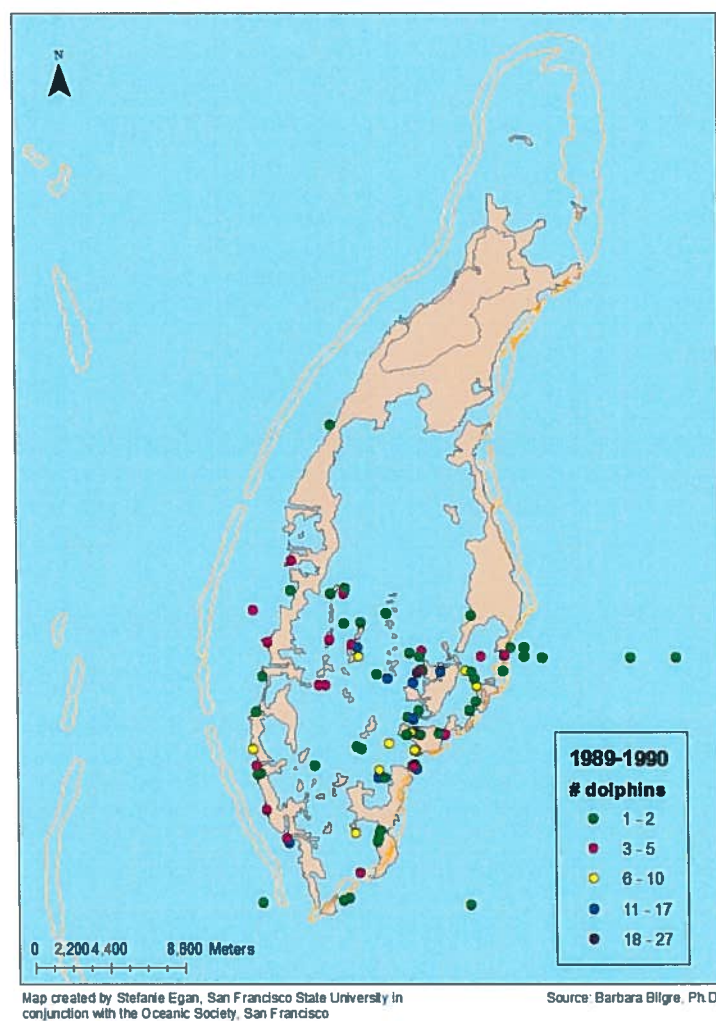 N
1989-1990
# dolphins
1 - 2
3 - 5
6 - 10
11 - 17
18 - 27
0 2,200 4,400 8,800 Meters
Map created by Stefanie Egan, San Francisco State University in
conjunction with the Oceanic Society, San Francisco
Source: Barbara Bilgre, Ph.D